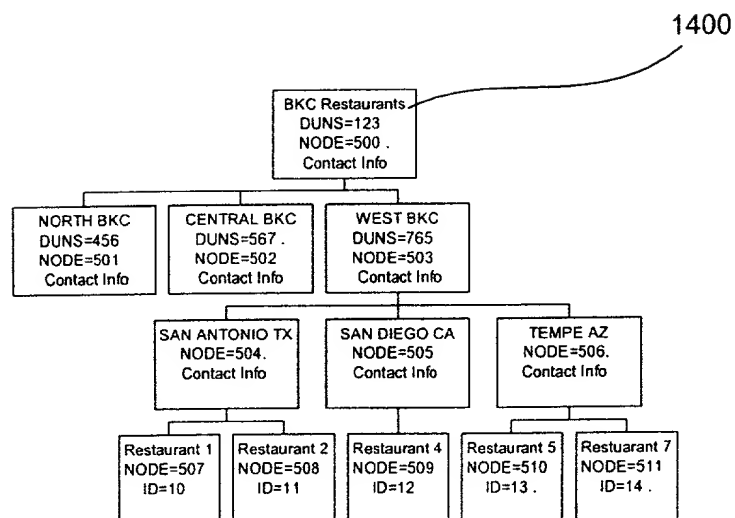 1400
BKC Restaurants
DUNS=123
NODE=500 .
Contact Info
NORTH BKC
DUNS=456
NODE=501
Contact Info
CENTRAL BKC
DUNS=567 .
NODE=502
Contact Info
WEST BKC
DUNS=765
NODE=503
Contact Info
SAN ANTONIO TX
NODE=504.
Contact Info
SAN DIEGO CA
NODE=505
Contact Info
TEMPE AZ
NODE=506.
Contact Info
Restaurant 1
NODE=507
ID=10
Restaurant 2
NODE=508
ID=11
Restaurant 4
NODE=509
ID=12
Restaurant 5
NODE=510
ID=13 .
Restuarant 7
NODE=511
ID=14 .